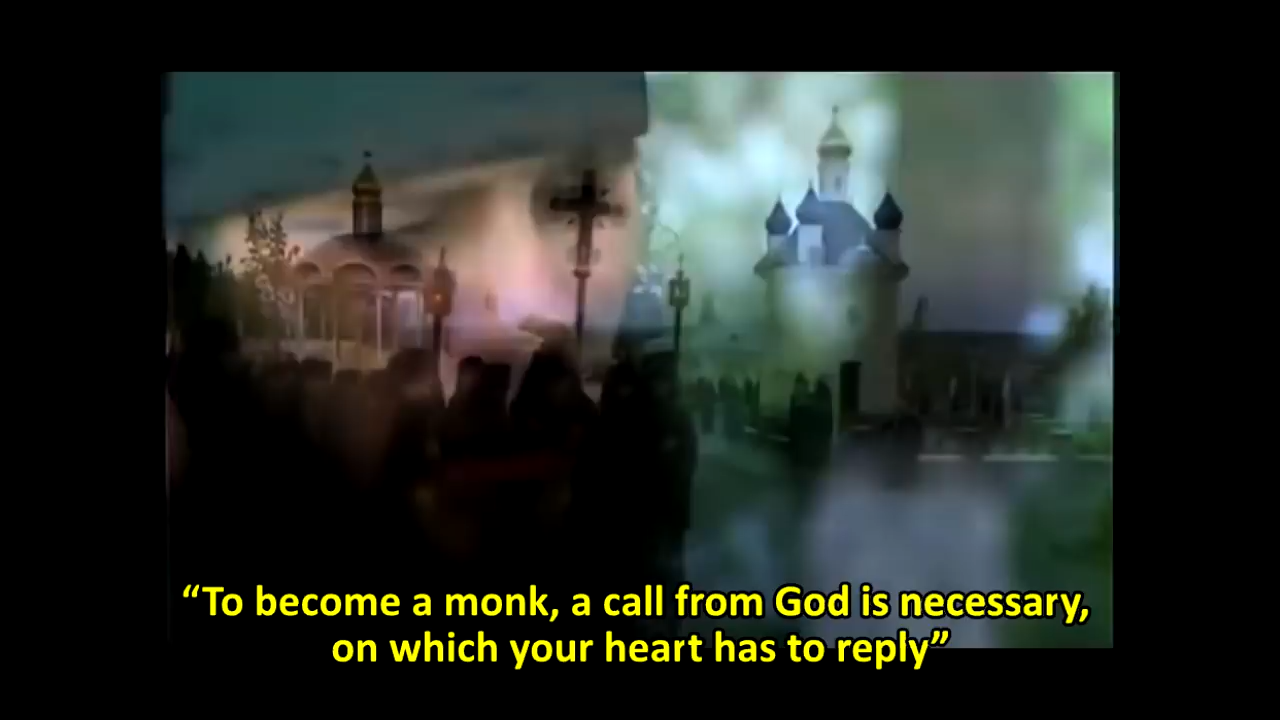 “To become a monk, a call from God is necessary,
on which your heart has to reply”